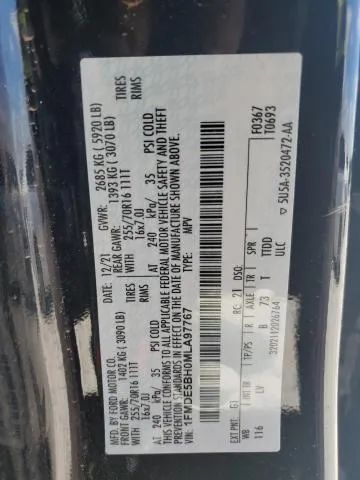 MFD. BY FORD MOTOR CO.
DATE: 12/21 GVWR: 2685 KG ( 5920 LB)
FRONT GAWR: 1402 KG ( 3090 LB) REAR GAWR: 1393 KG ( 3070 LB)
WITH 255/70R16 111T TIRES WITH 255/70R16 111T TIRES
16x7.0J RIMS 16x7.0J RIMS
AT 240 kPa/ 35 PSI COLD AT 240 kPa/ 35 PSI COLD
THIS VEHICLE CONFORMS TO ALL APPLICABLE FEDERAL MOTOR VEHICLE SAFETY AND THEFT
PREVENTION STANDARDS IN EFFECT ON THE DATE OF MANUFACTURE SHOWN ABOVE.
VIN: 1FMDE5BH0MLA97767 TYPE: MPV
F0367
T0693
EXT PNT: G1 RC: 21 DSO:
WB INT TR TP/PS R AXLE TR SPR
116 LV B 73 T TTDD
ULC
3202112026764
5U5A-3520472-AA